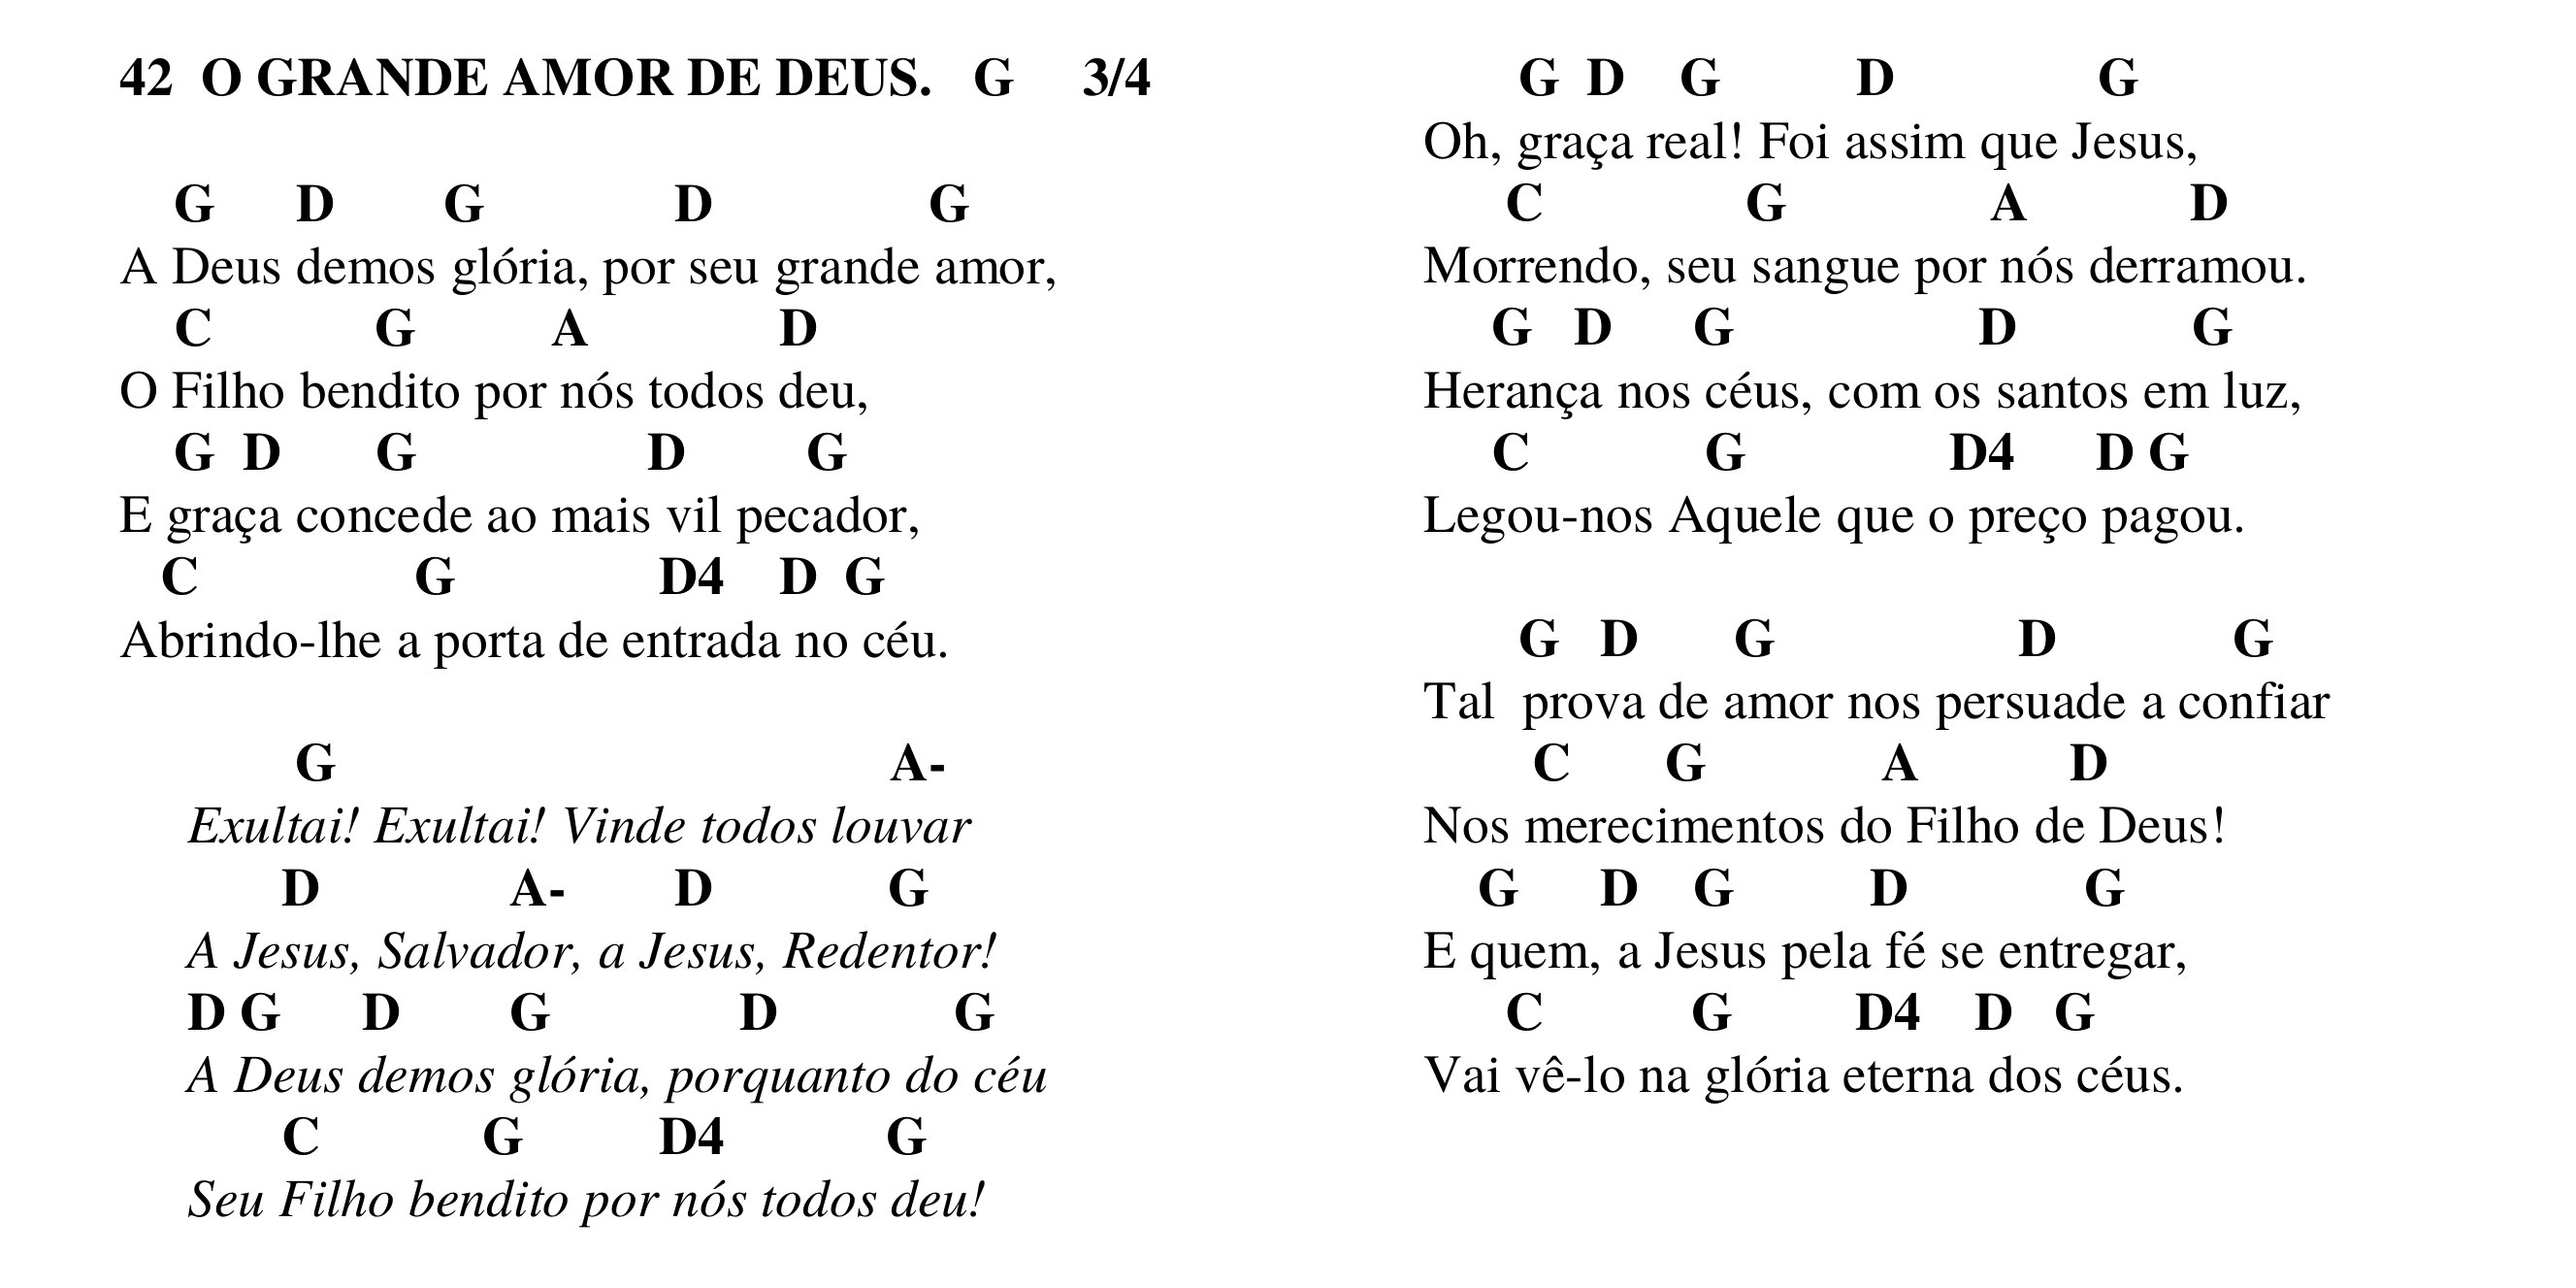 42 O GRANDE AMOR DE DEUS. G 3/4
G D G D G
A Deus demos glória, por seu grande amor,
C G A D
O Filho bendito por nós todos deu,
G D G D G
E graça concede ao mais vil pecador,
C G D4 D G
Abrindo-lhe a porta de entrada no céu.
G A-
Exultai! Exultai! Vinde todos louvar
D A- D G
A Jesus, Salvador, a Jesus, Redentor!
D G D G D G
A Deus demos glória, porquanto do céu
C G D4 G
Seu Filho bendito por nós todos deu!
G D G D G
Oh, graça real! Foi assim que Jesus,
C G A D
Morrendo, seu sangue por nós derramou.
G D G D G
Herança nos céus, com os santos em luz,
C G D4 D G
Legou-nos Aquele que o preço pagou.
G D G D G
Tal prova de amor nos persuade a confiar
C G A D
Nos merecimentos do Filho de Deus!
G D G D G
E quem, a Jesus pela fé se entregar,
C G D4 D G
Vai vê-lo na glória eterna dos céus.